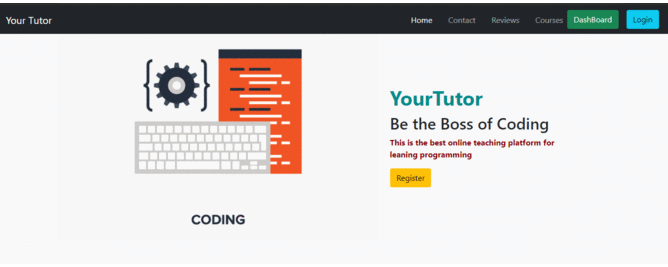 Your Tutor Home Contact Reviews Courses DashBoard Login
YourTutor
Be the Boss of Coding
This is the best online teaching platform for
leaning programming
Register
CODING